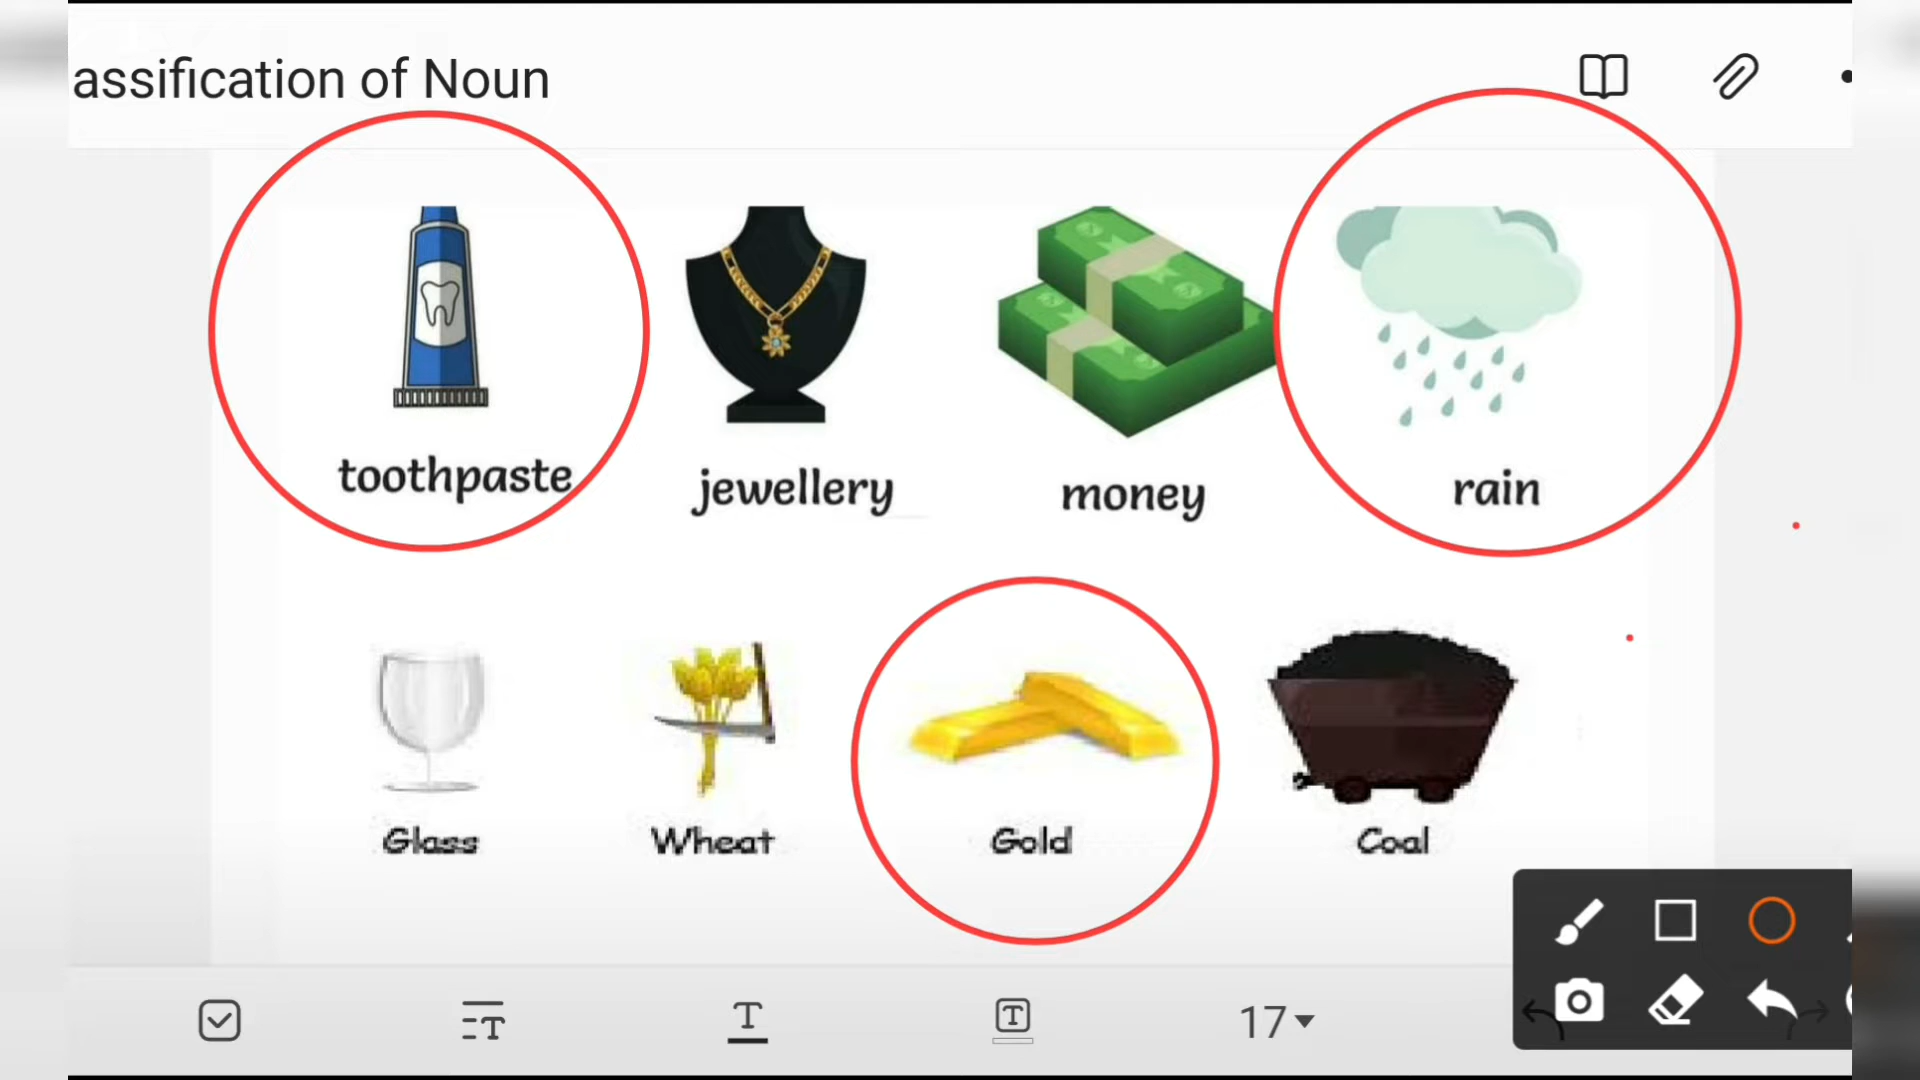 assification of Noun
toothpaste jewellery money rain
Glass Wheat Gold Coal
17